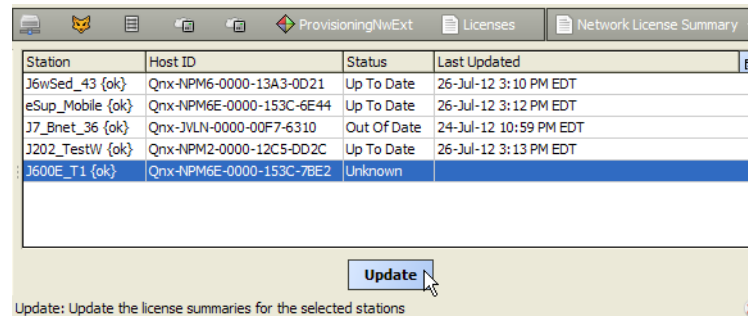 ProvisioningNwExt Licenses Network License Summary
Station Host ID Status Last Updated
J6wSed_43 {ok} Qnx-NPM6-0000-13A3-0D21 Up To Date 26-Jul-12 3:10 PM EDT
eSup_Mobile {ok} Qnx-NPM6E-0000-153C-6E44 Up To Date 26-Jul-12 3:12 PM EDT
J7_Bnet_36 {ok} Qnx-JVLN-0000-00F7-6310 Out Of Date 24-Jul-12 10:59 PM EDT
J202_TestW {ok} Qnx-NPM2-0000-12C5-DD2C Up To Date 26-Jul-12 3:13 PM EDT
J600E_T1 {ok} Qnx-NPM6E-0000-153C-7BE2 Unknown
Update
Update: Update the license summaries for the selected stations